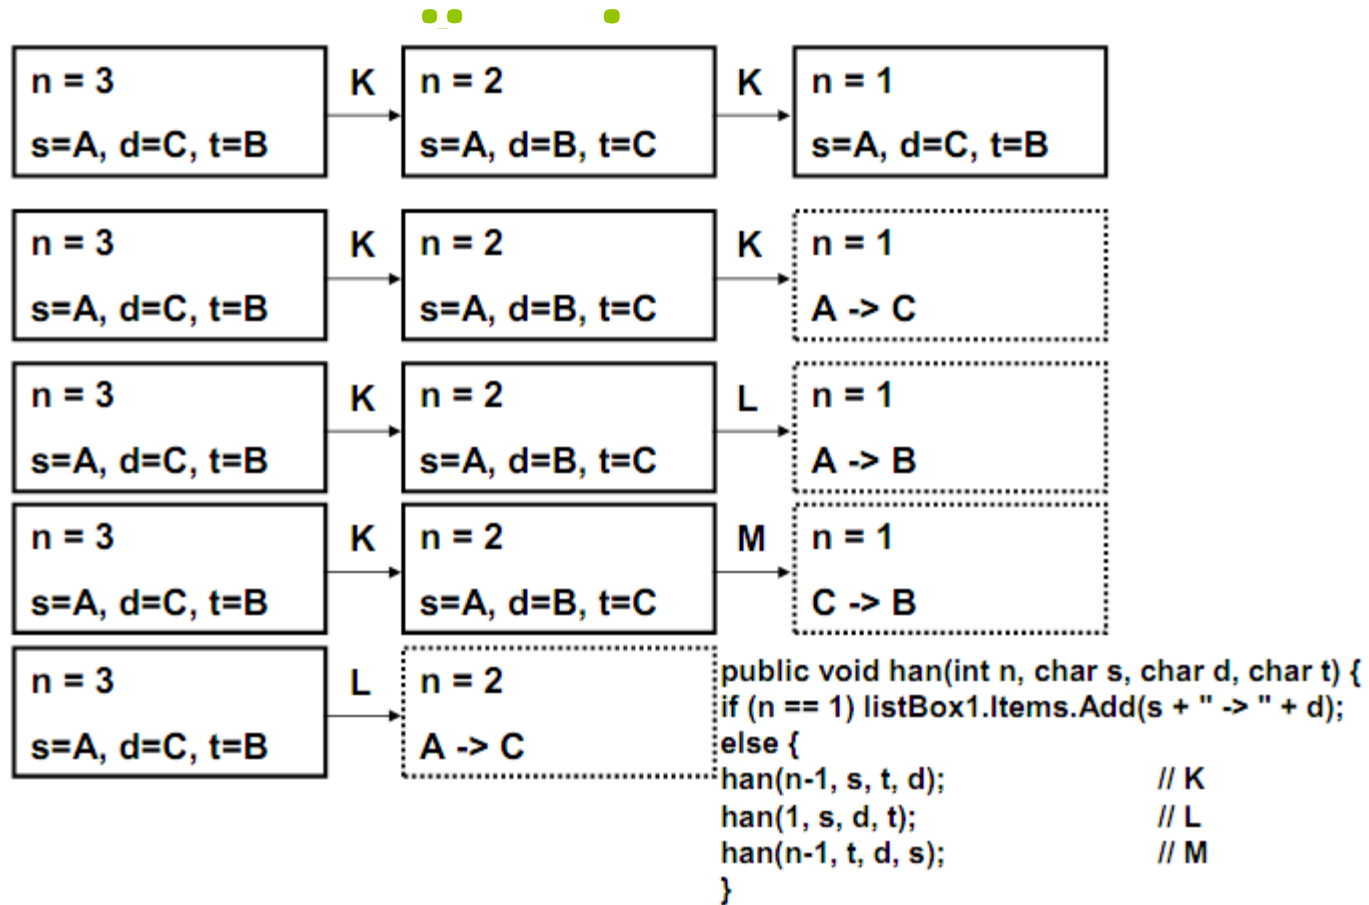 n = 3 K n = 2 K n = 1
s=A, d=C, t=B s=A, d=B, t=C s=A, d=C, t=B
n = 3 K n = 2 K n = 1
s=A, d=C, t=B s=A, d=B, t=C A -> C
n = 3 K n = 2 L n = 1
s=A, d=C, t=B s=A, d=B, t=C A -> B
n = 3 K n = 2 M n = 1
s=A, d=C, t=B s=A, d=B, t=C C -> B
n = 3 L n = 2
s=A, d=C, t=B A -> C
public void han(int n, char s, char d, char t) {
if (n == 1) listBox1.Items.Add(s + " -> " + d);
else {
han(n-1, s, t, d); // K
han(1, s, d, t); // L
han(n-1, t, d, s); // M
}